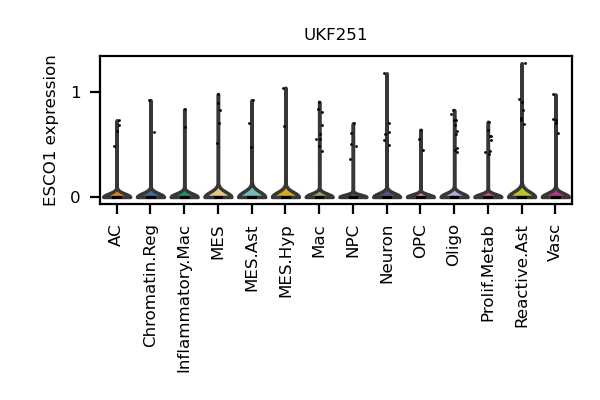 UKF251
ESCO1 expression
1
0
AC
Chromatin.Reg
Inflammatory.Mac
MES
MES.Ast
MES.Hyp
Mac
NPC
Neuron
OPC
Oligo
Prolif.Metab
Reactive.Ast
Vasc